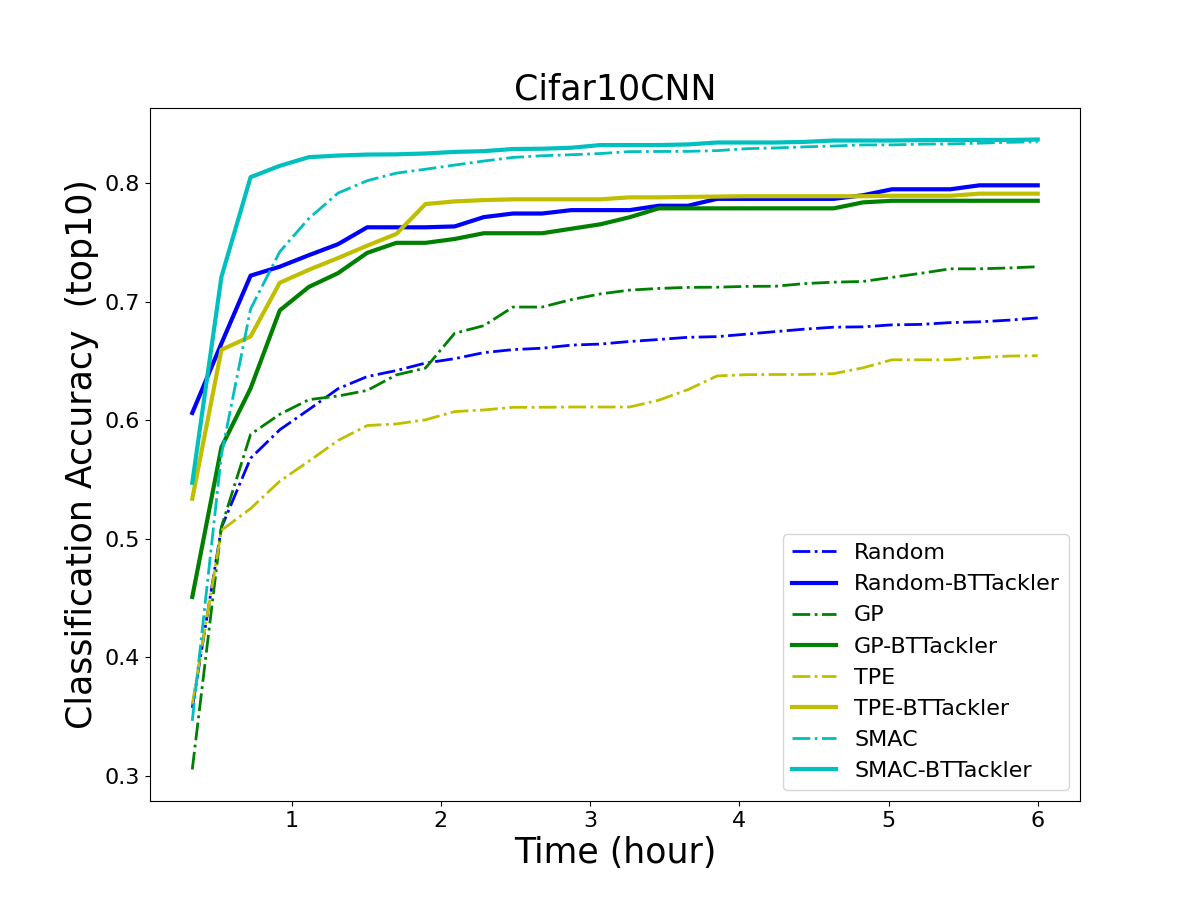 Cifar10CNN
Classification Accuracy  (top10)
0.8
0.7
0.6
0.5
0.4
0.3
Random
Random-BTTackler
GP
GP-BTTackler
TPE
TPE-BTTackler
SMAC
SMAC-BTTackler
1 2 3 4 5 6
Time (hour)